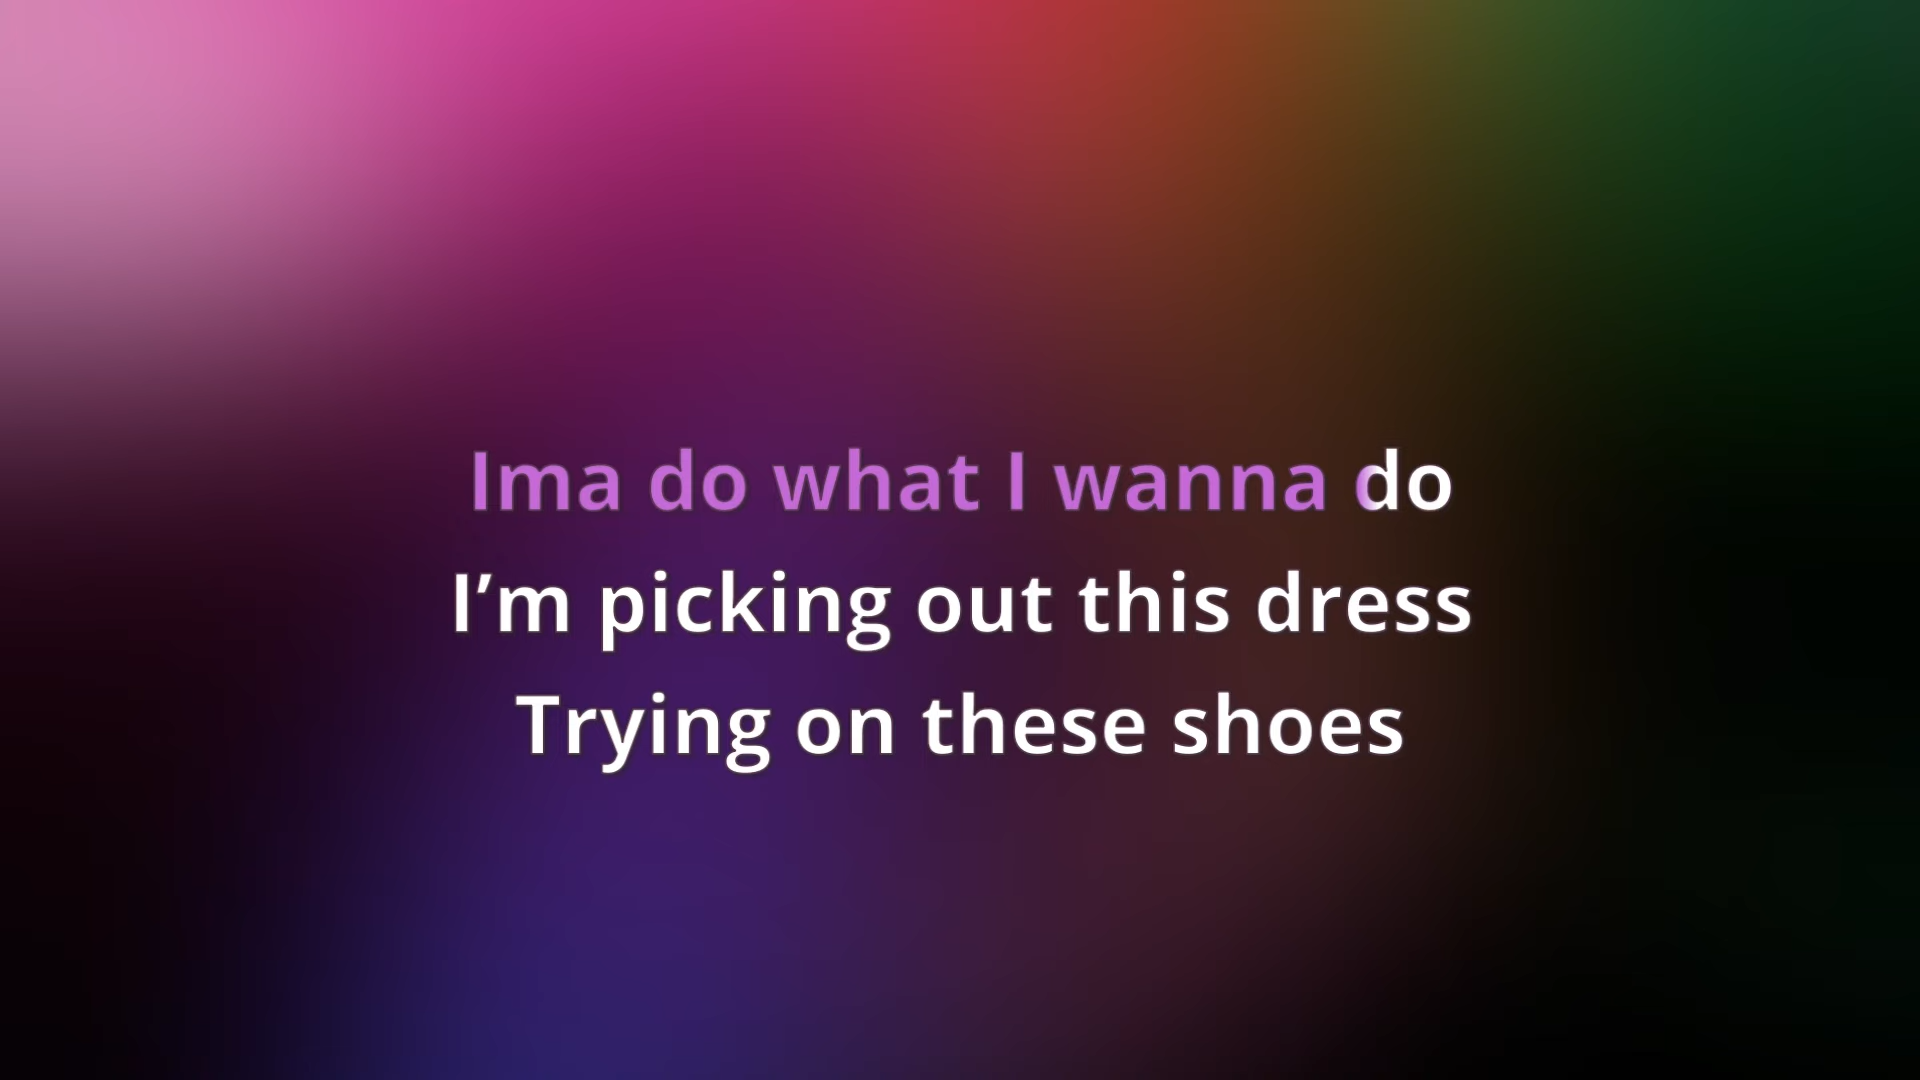 Ima do what I wanna do
I’m picking out this dress
Trying on these shoes